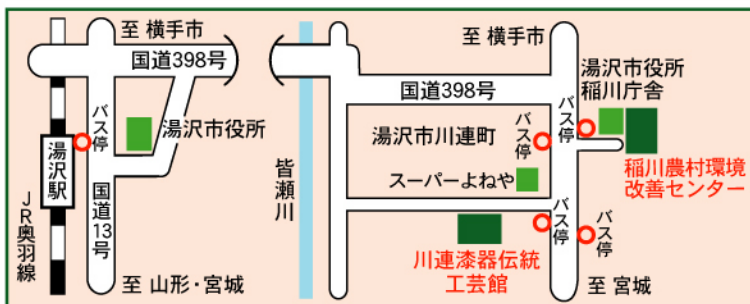 至 横手市
国道398号
バス停
湯沢市役所
湯沢駅
国道13号
JR奥羽線
至 山形・宮城
皆瀬川
至 横手市
国道398号
湯沢市役所
稲川庁舎
バス停
バス停
湯沢市川連町
スーパーよねや
稲川農村環境
改善センター
バス停
バス停
川連漆器伝統
工芸館
至 宮城